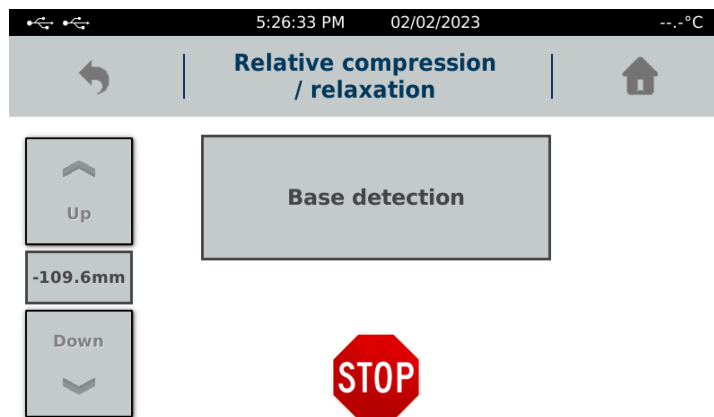 5:26:33 PM 02/02/2023 --.-°C
Relative compression
/ relaxation
Up
Base detection
-109.6mm
Down
STOP